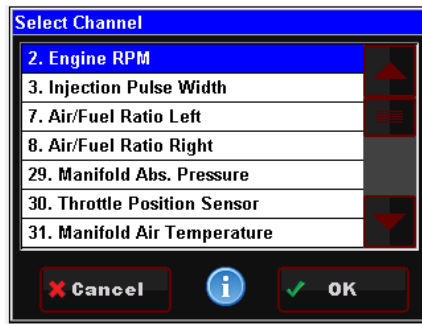 Select Channel
2. Engine RPM
3. Injection Pulse Width
7. Air/Fuel Ratio Left
8. Air/Fuel Ratio Right
29. Manifold Abs. Pressure
30. Throttle Position Sensor
31. Manifold Air Temperature
Cancel
i
OK